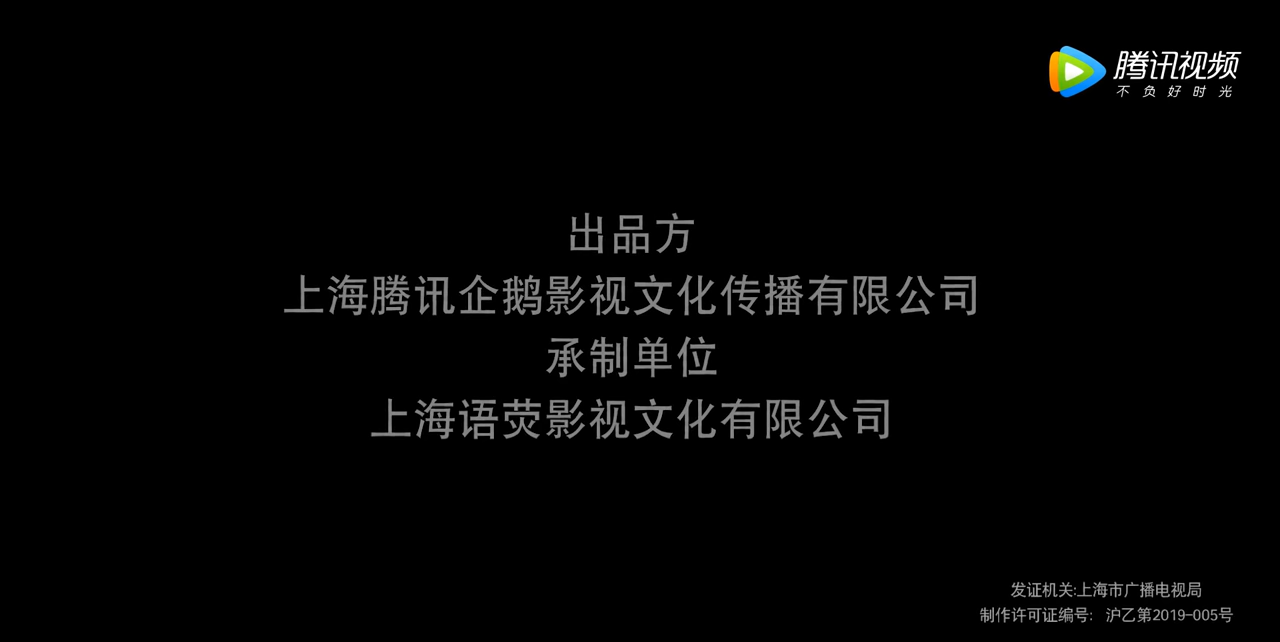 腾讯视频
不负好时光
出品方
上海腾讯企鹅影视文化传播有限公司
承制单位
上海语荧影视文化有限公司
发证机关:上海市广播电视局
制作许可证编号: 沪乙第2019-005号